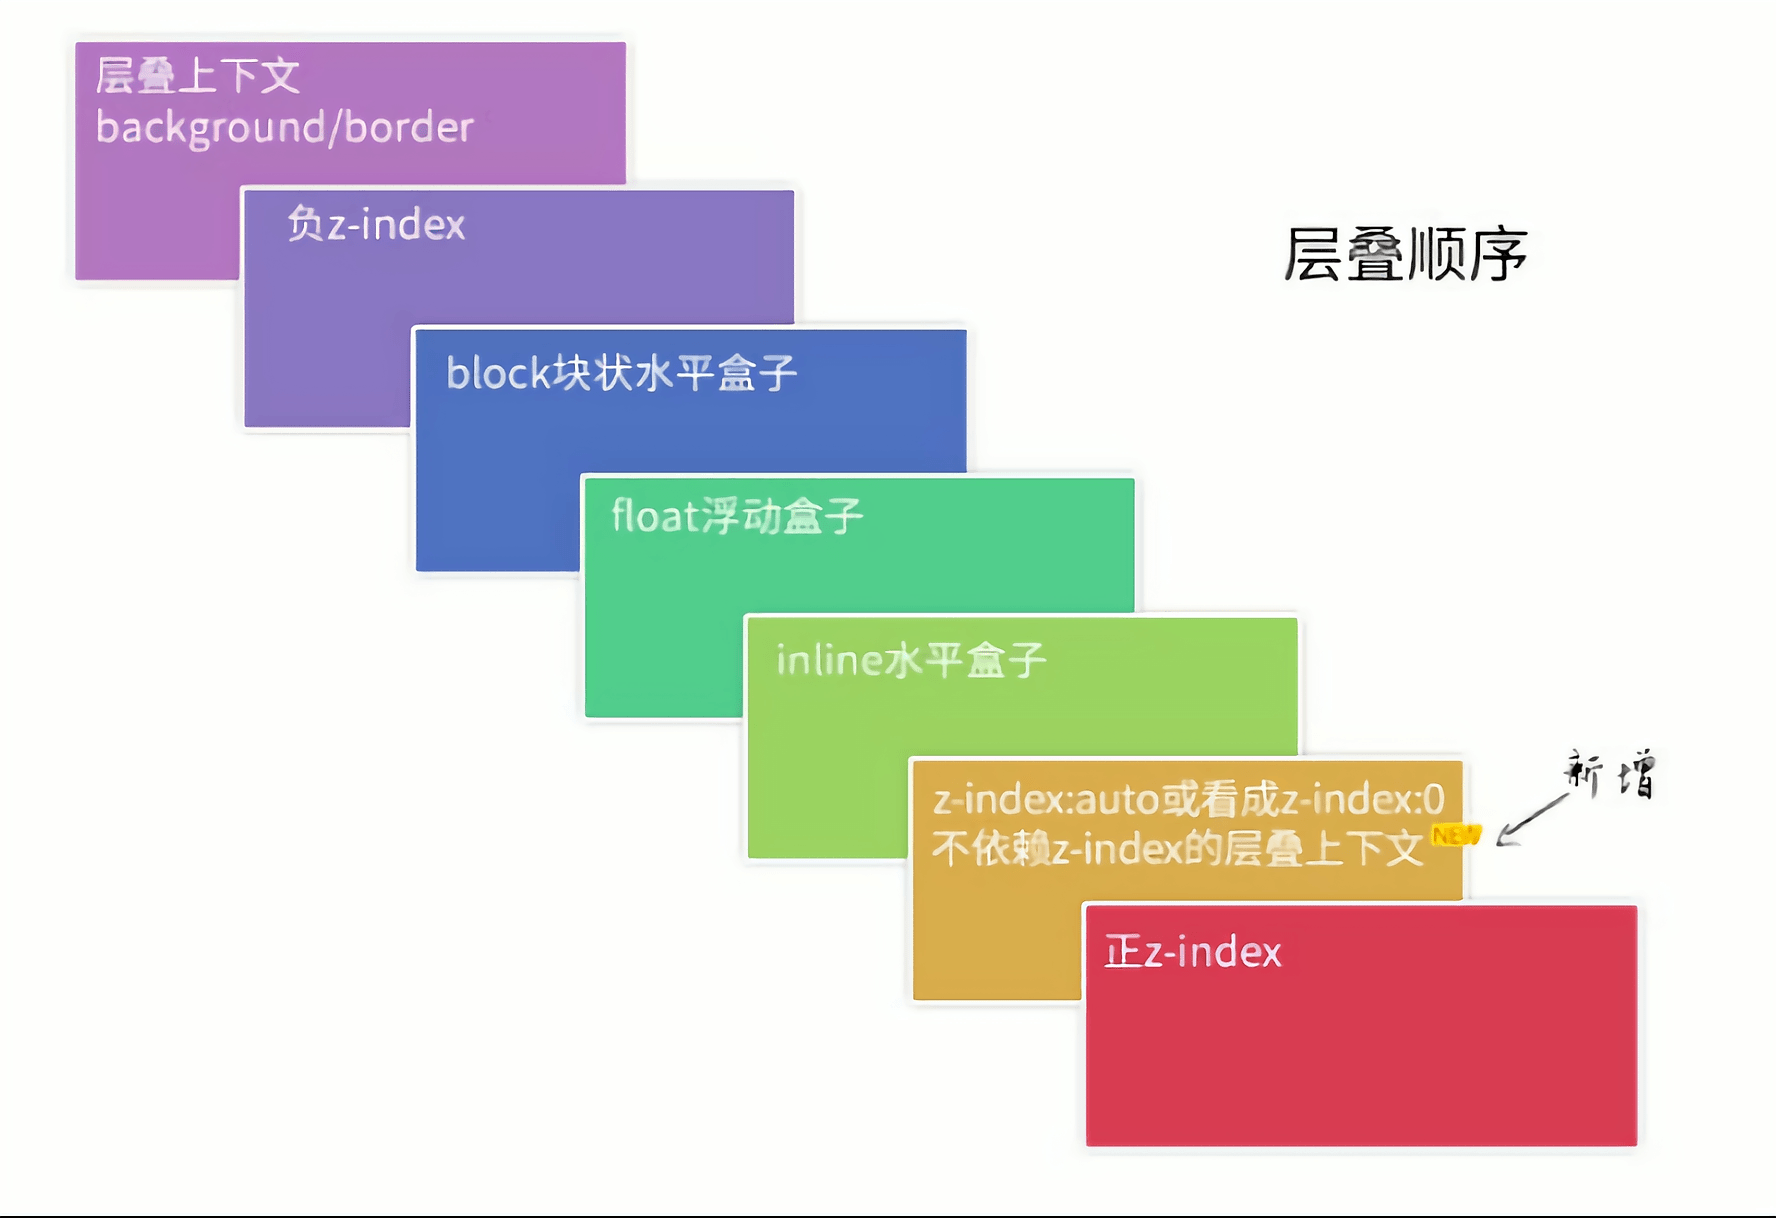 层叠上下文
background/border
负z-index
层叠顺序
block块状水平盒子
float浮动盒子
inline水平盒子
新增
z-index:auto或看成z-index:0
不依赖z-index的层叠上下文
NEW
正z-index